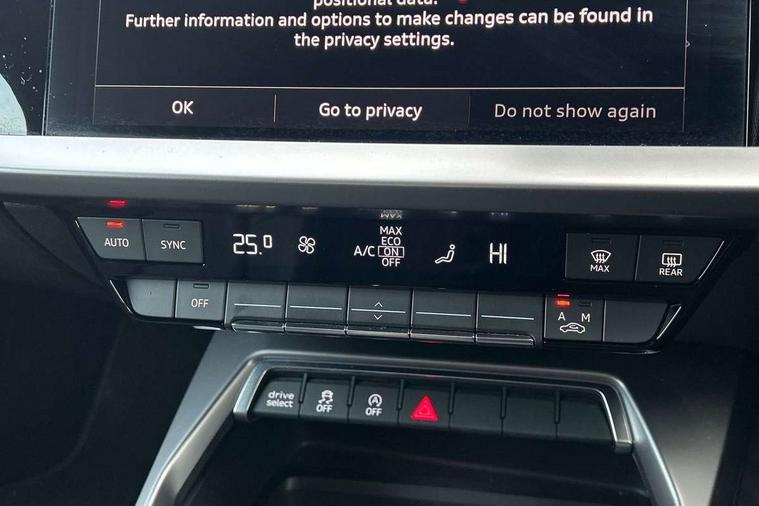 positional data.
Further information and options to make changes can be found in
the privacy settings.
OK
Go to privacy
Do not show again
AUTO
SYNC
25.0
A/C
MAX
ECO
ON
OFF
HI
MAX
REAR
OFF
A M
drive
select
OFF
OFF